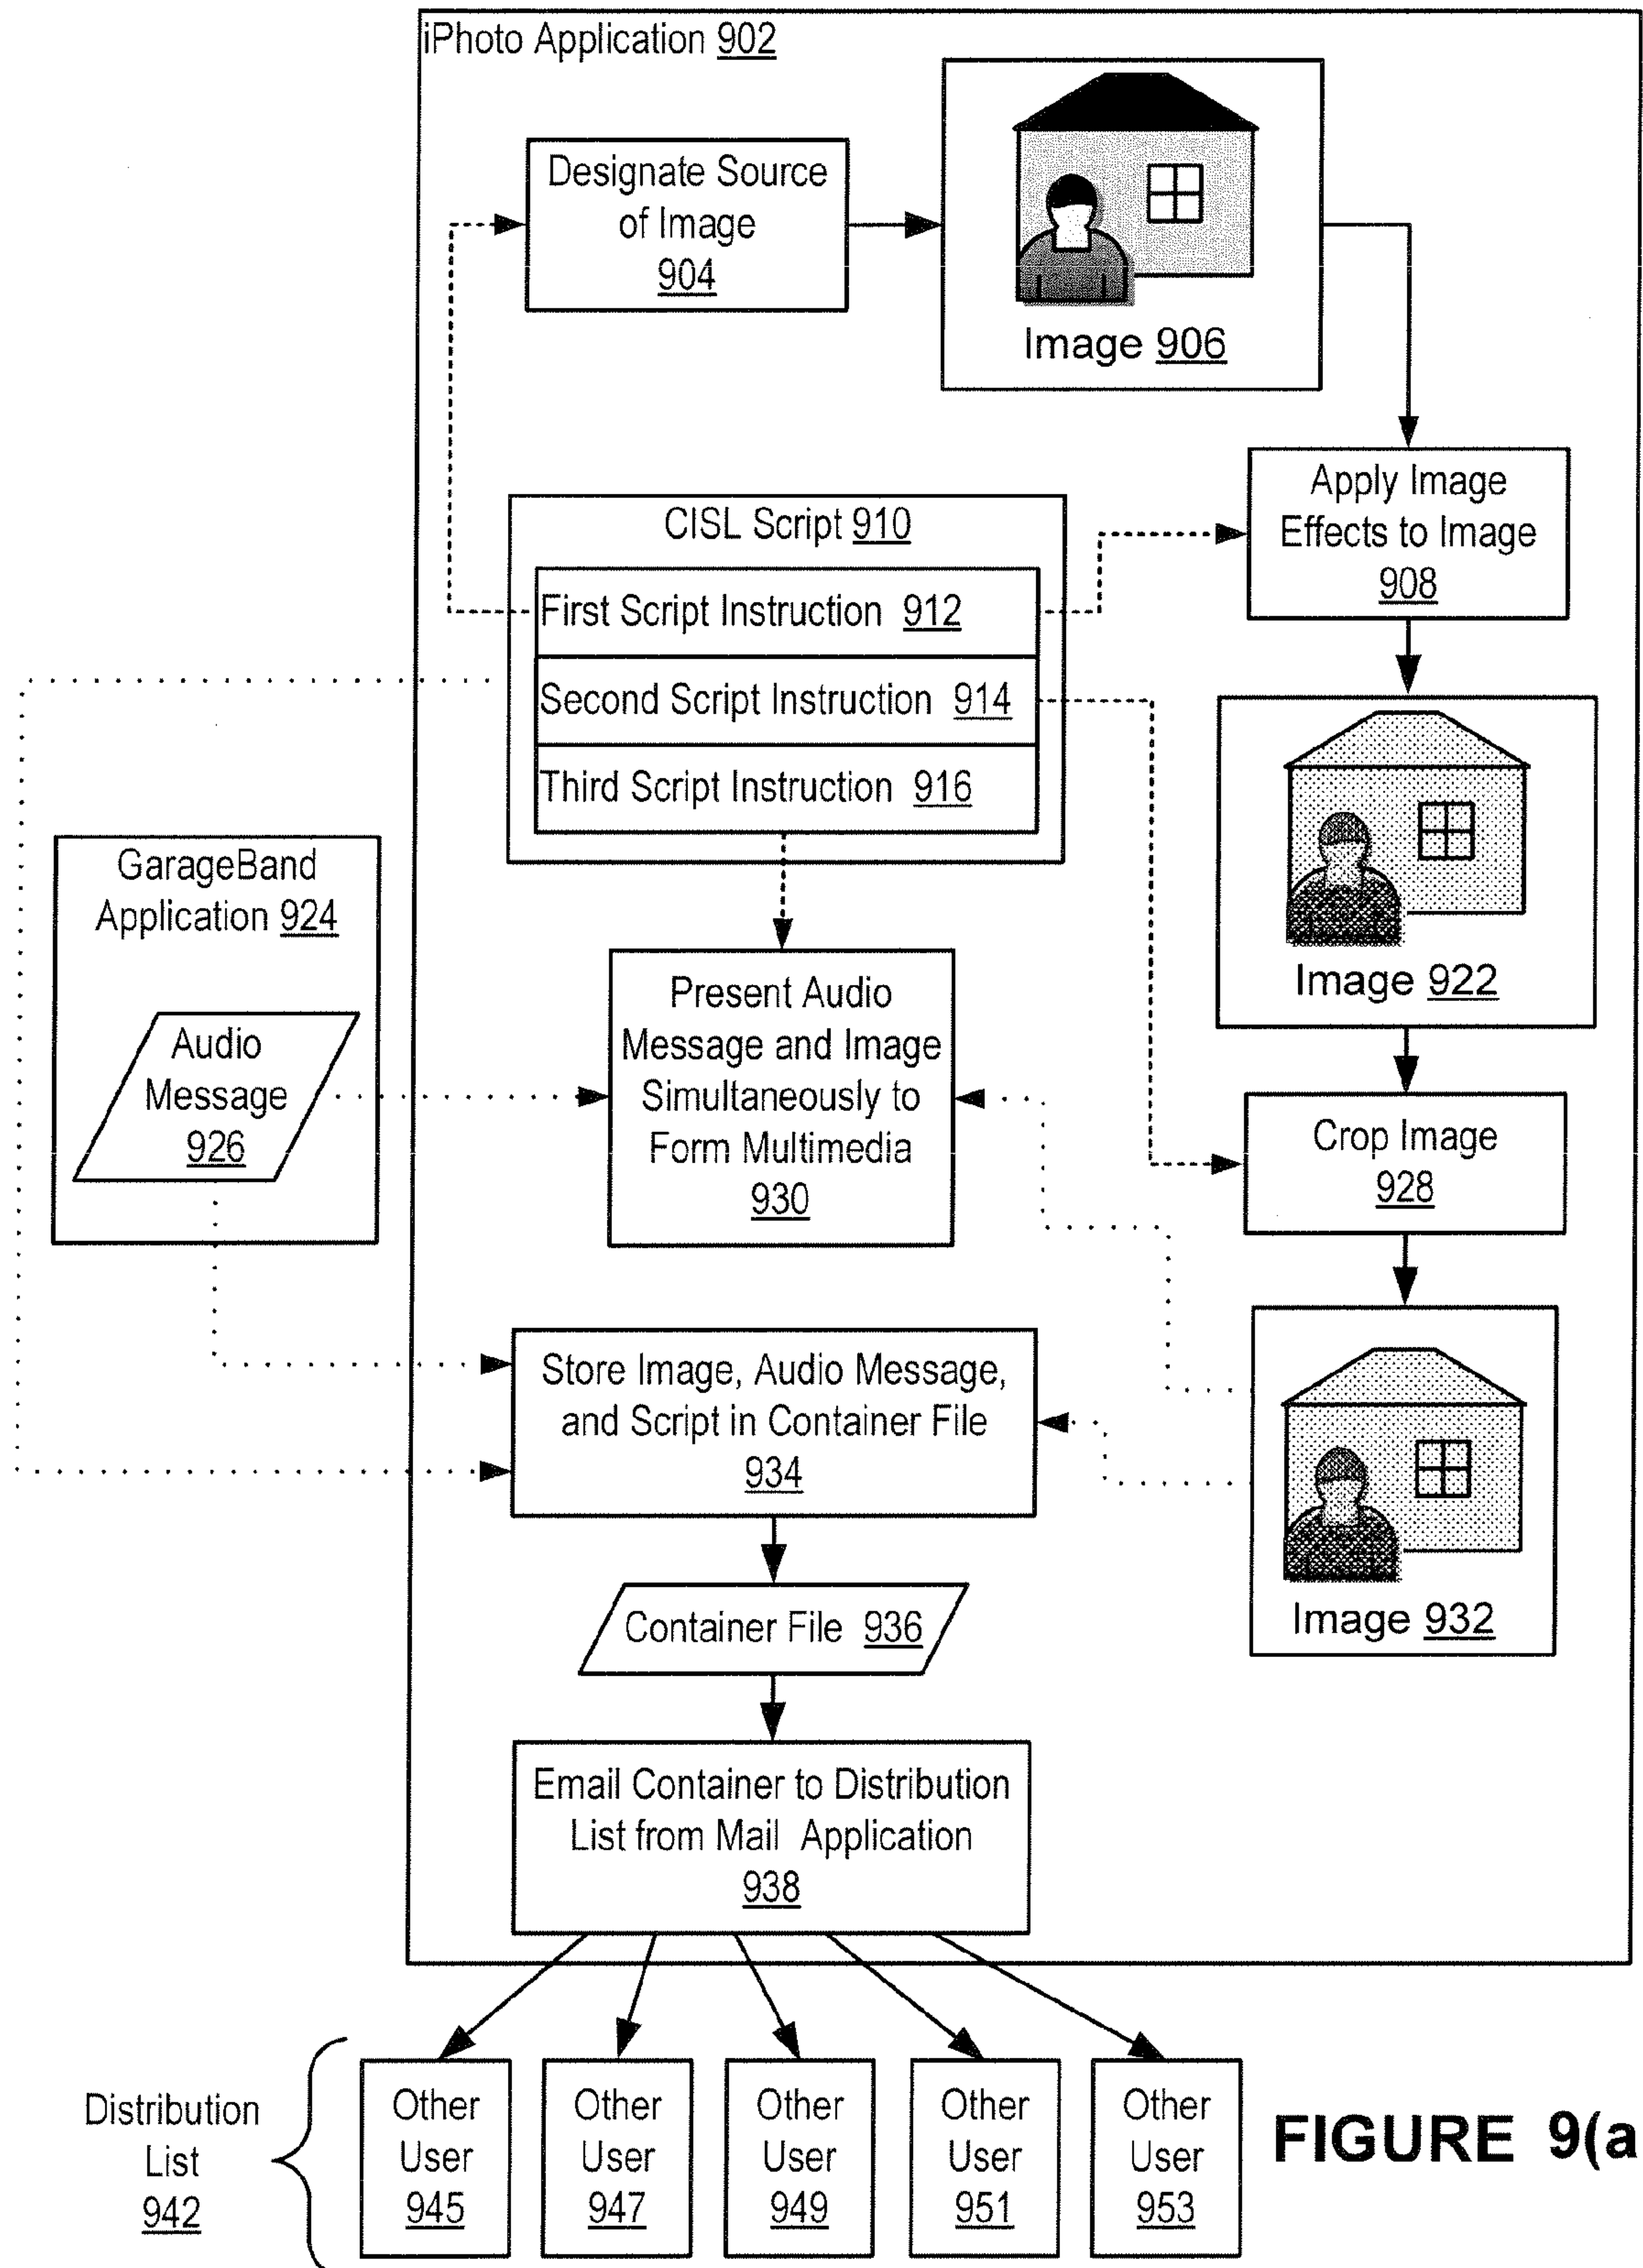 iPhoto Application 902
Designate Source
of Image
904
Image 906
Apply Image
Effects to Image
908
CISL Script 910
First Script Instruction 912
Second Script Instruction 914
Third Script Instruction 916
Image 922
GarageBand
Application 924
Audio
Message
926
Present Audio
Message and Image
Simultaneously to
Form Multimedia
930
Crop Image
928
Image 932
Store Image, Audio Message,
and Script in Container File
934
Container File 936
Email Container to Distribution
List from Mail Application
938
Distribution
List
942
Other
User
945
Other
User
947
Other
User
949
Other
User
951
Other
User
953
FIGURE 9(a